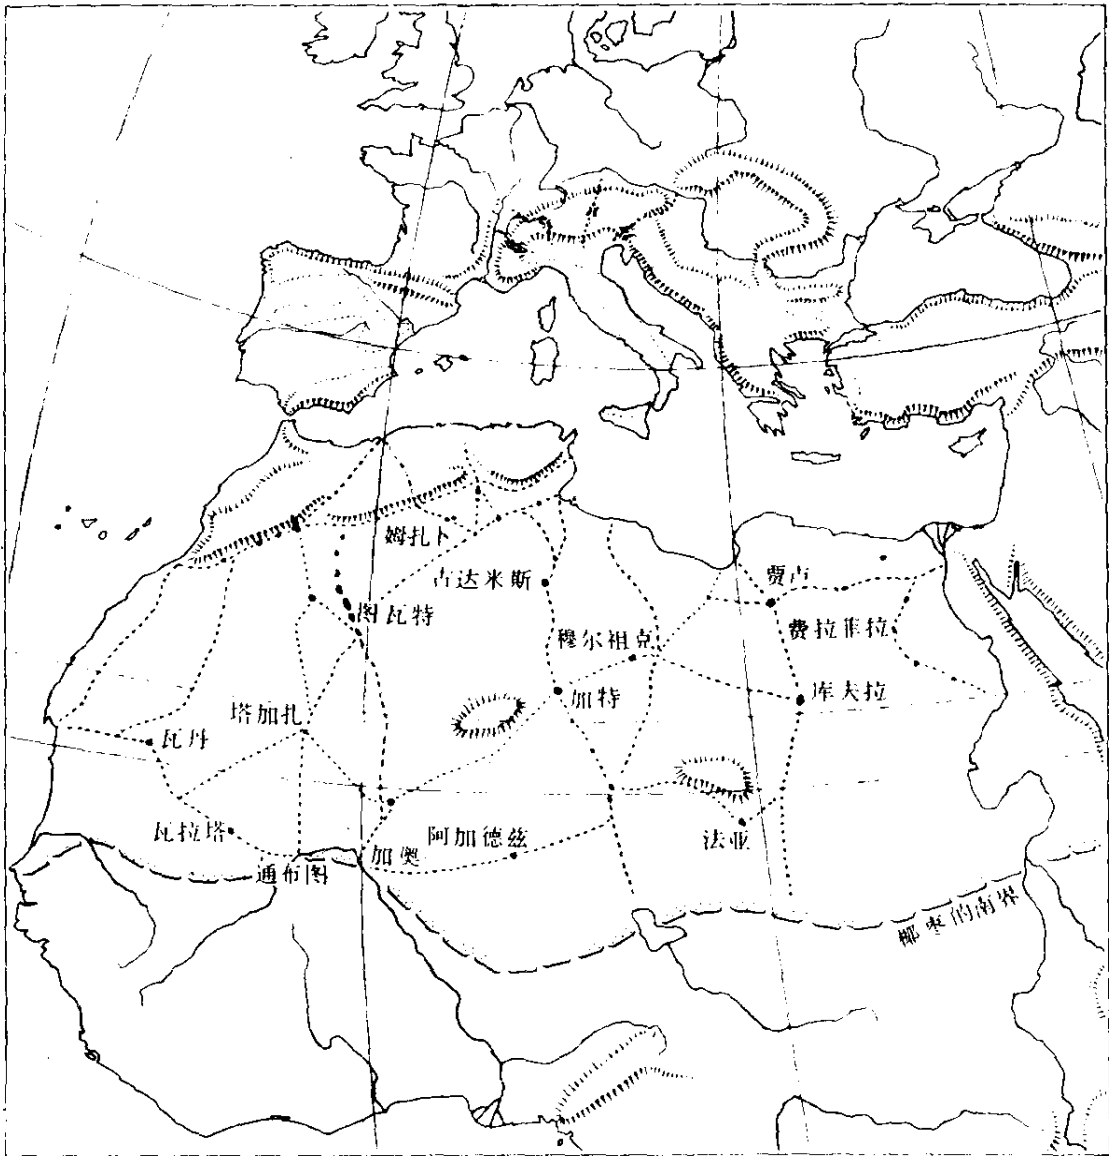 姆扎卜
古达米斯
贾古
图瓦特
费拉菲拉
穆尔祖克
加特
库夫拉
塔加扎
瓦丹
瓦拉塔
阿加德兹
法亚
加奥
通布图
椰枣的南界